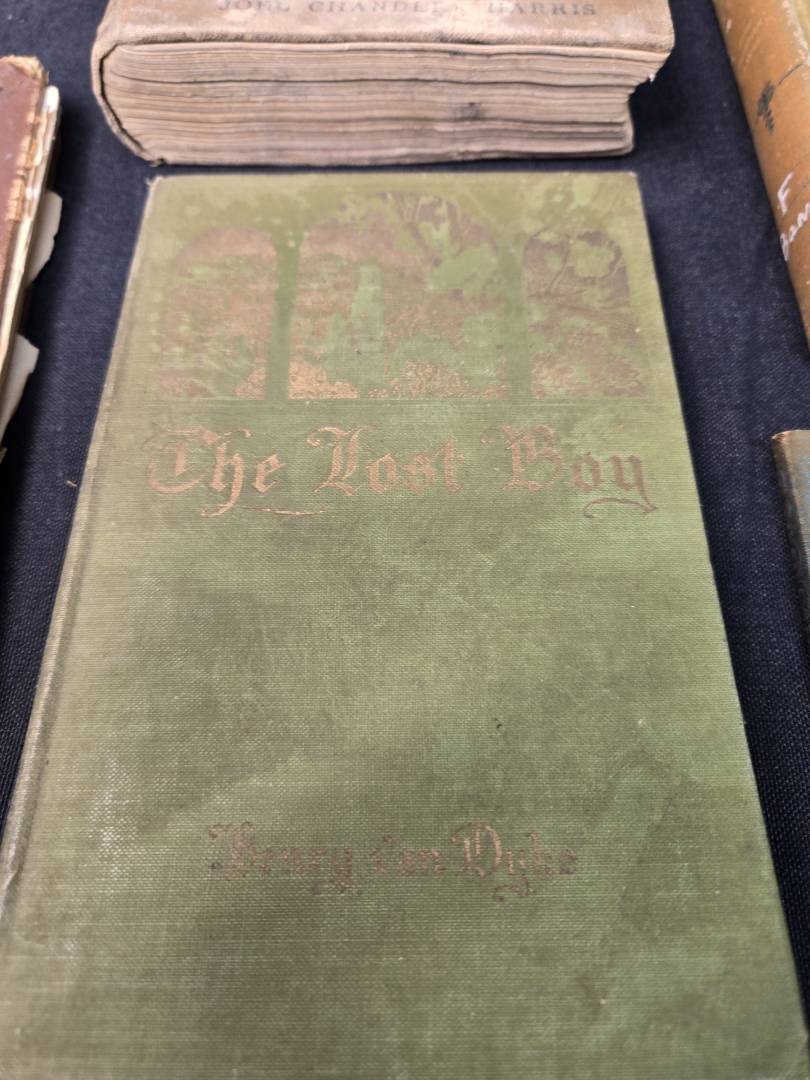 JOEL CHANDLER HARRIS
The Lost Boy
Henry van Dyke
F